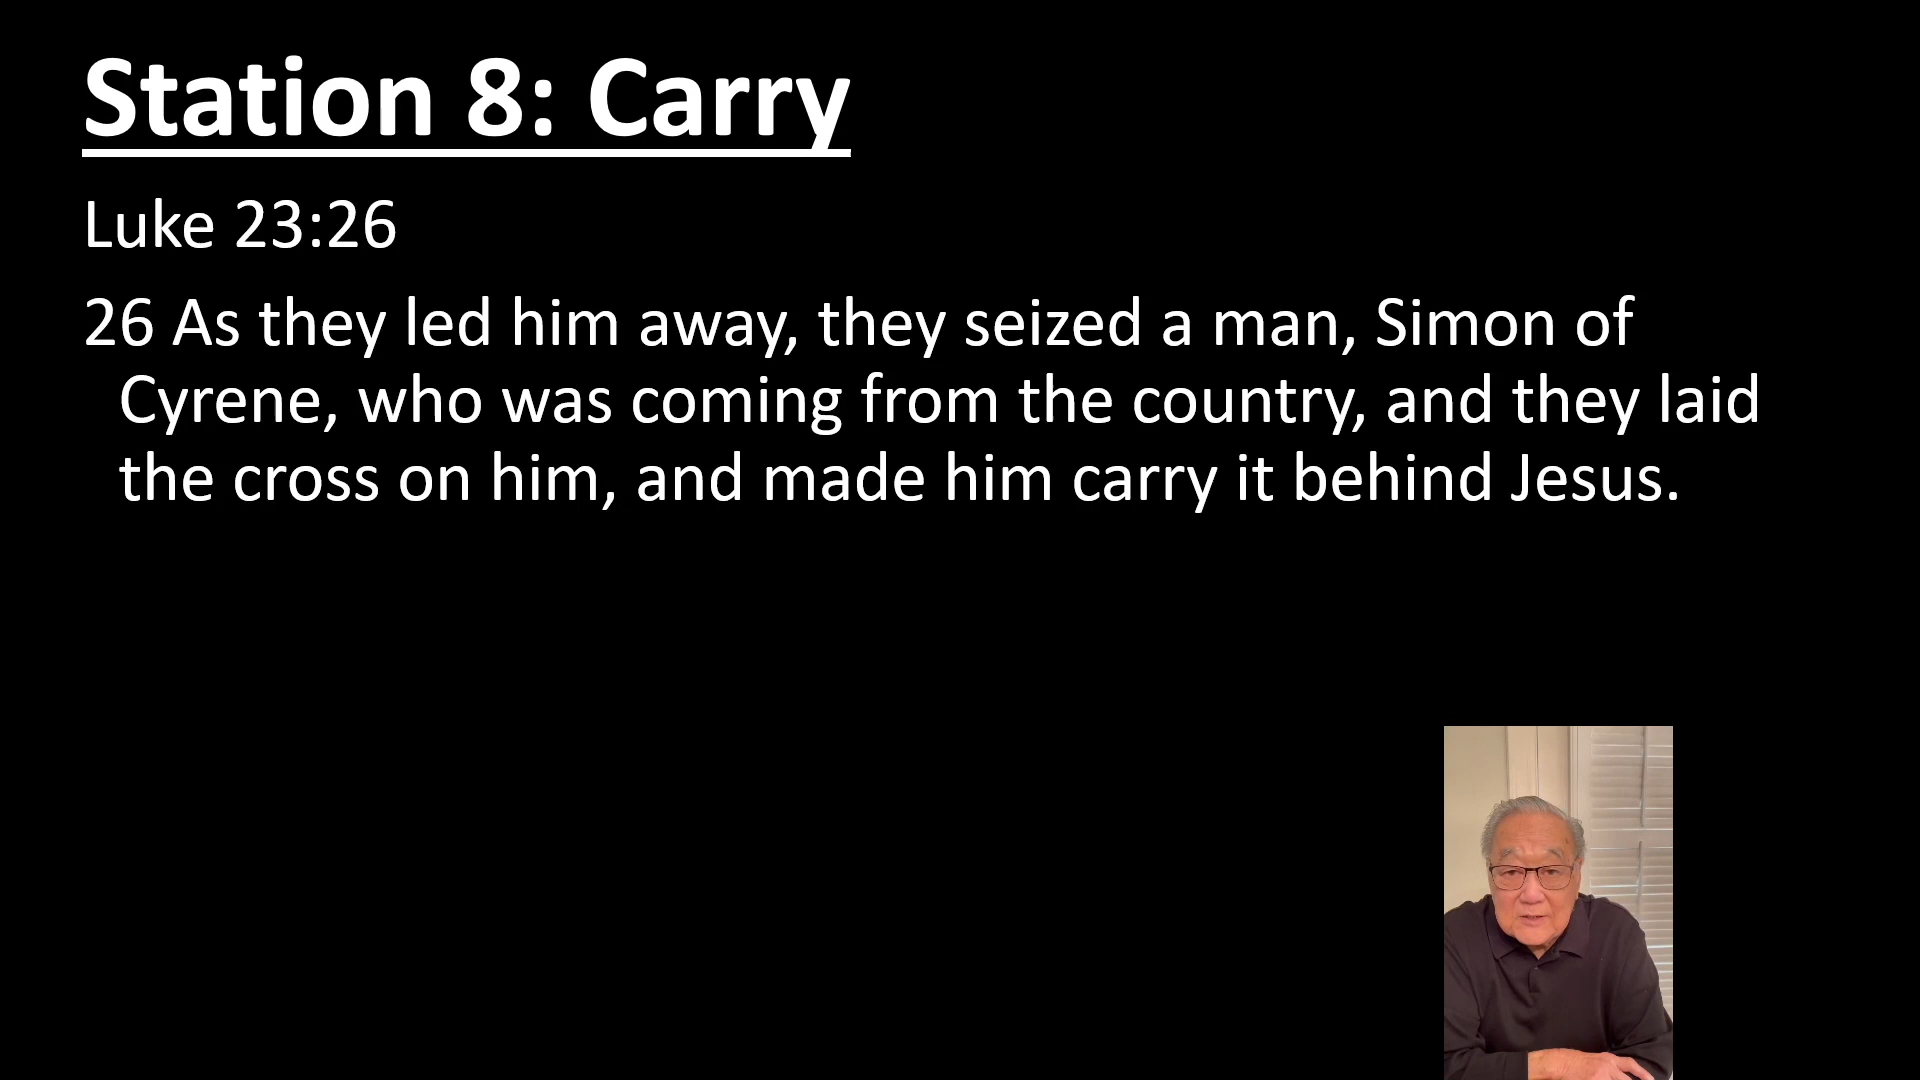 Station 8: Carry
Luke 23:26
26 As they led him away, they seized a man, Simon of
Cyrene, who was coming from the country, and they laid
the cross on him, and made him carry it behind Jesus.